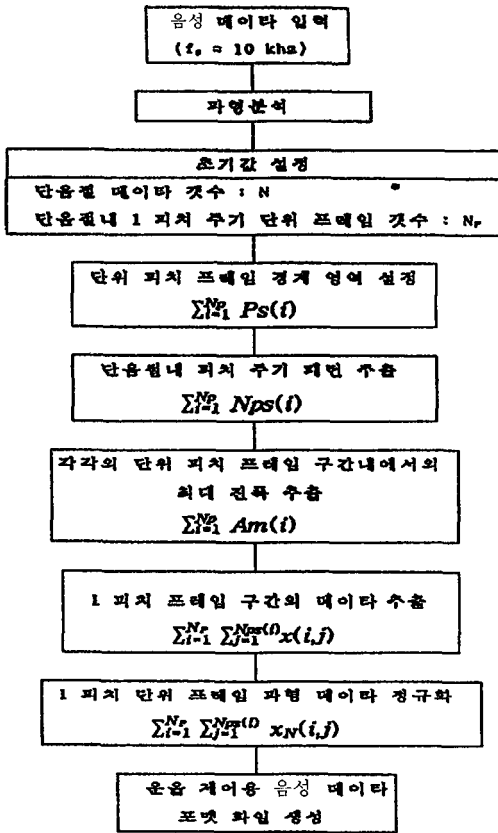 음성 데이타 입력
(fₛ = 10 khz)
파형분석
초기값 설정
단음절 데이타 갯수 : N
단음절내 1 피치 주기 단위 프레임 갯수 : Nₚ
단위 피치 프레임 경계 영역 설정
∑_{i=1}^{Np} Ps(i)
단음절내 피치 주기 패턴 추출
∑_{i=1}^{Np} Nps(i)
각각의 단위 피치 프레임 구간내에서의
최대 진폭 추출
∑_{i=1}^{Np} Am(i)
1 피치 프레임 구간의 데이타 추출
∑_{i=1}^{Np} ∑_{j=1}^{Nps(i)} x(i,j)
1 피치 단위 프레임 파형 데이타 정규화
∑_{i=1}^{Np} ∑_{j=1}^{Nps(i)} x_N(i,j)
운율 제어용 음성 데이타
포맷 화일 생성